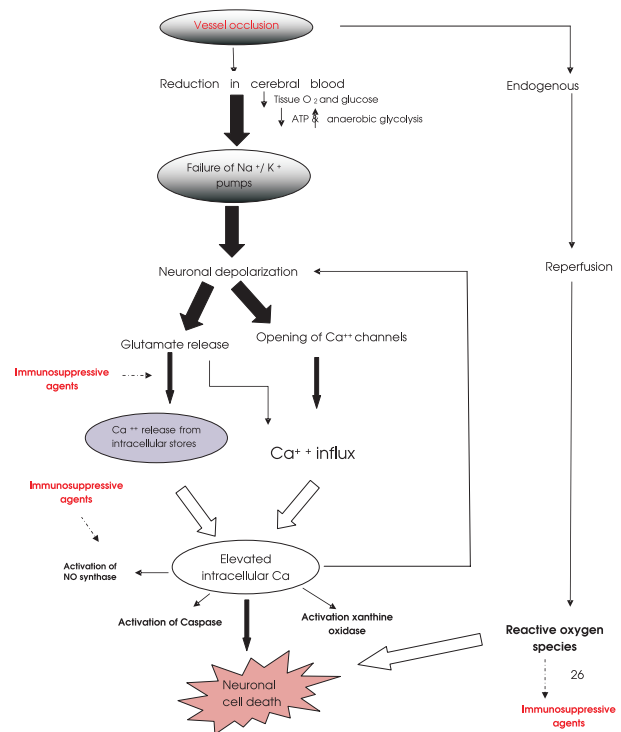 Vessel occlusion
Reduction in cerebral blood
↓ Tissue O₂ and glucose
↓ ATP & ↑ anaerobic glycolysis
Endogenous
Failure of Na⁺/ K⁺
pumps
Reperfusion
Neuronal depolarization
Glutamate release
Opening of Ca⁺⁺ channels
Immunosuppressive
agents
Ca ⁺⁺ release from
intracellular stores
Ca⁺ ⁺ influx
Immunosuppressive
agents
Elevated
intracellular Ca
Activation of
NO synthase
Activation of Caspase
Activation xanthine
oxidase
Reactive oxygen
species
26
Neuronal
cell death
Immunosuppressive
agents